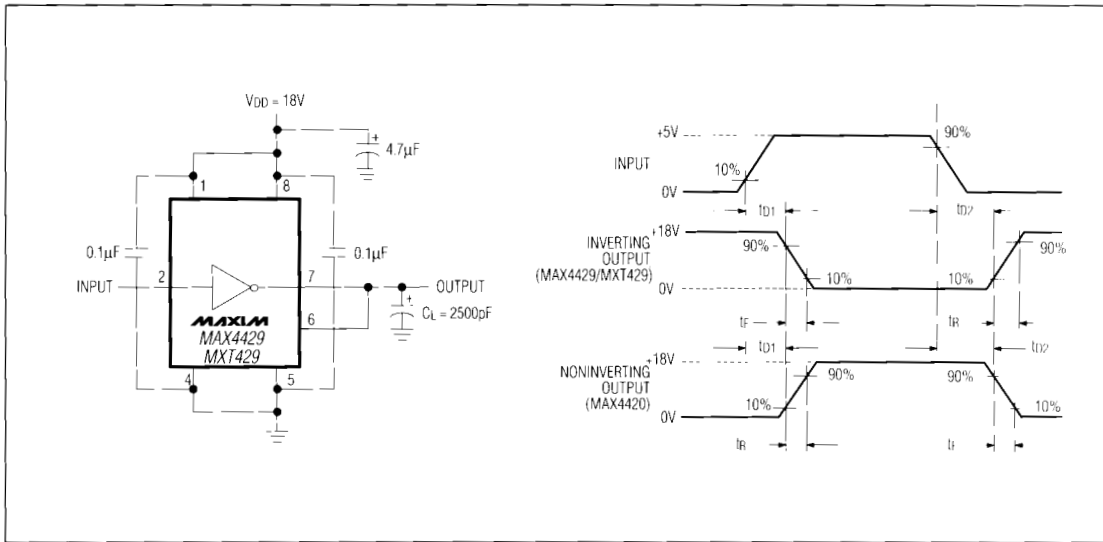 VDD = 18V
+
4.7µF
1
8
0.1µF
0.1µF
2
7
INPUT
OUTPUT
+
CL = 2500pF
6
MAXIM
MAX4429
MXT429
4
5
+5V
90%
INPUT
10%
0V
tD1
tD2
+18V
INVERTING
OUTPUT
(MAX4429/MXT429)
90%
90%
10%
10%
0V
tF
tR
tD1
tD2
+18V
NONINVERTING
OUTPUT
(MAX4420)
90%
90%
10%
10%
0V
tR
tF